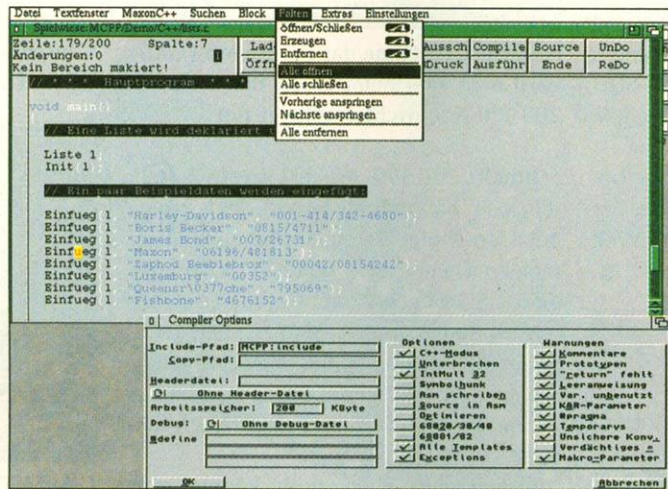 Datei Textfenster MaxonC++ Suchen Block Falten Extras Einstellungen
Spielwiese:MCPP/Demo/C++/lists.c
Zeile:179/200 Spalte:7
Änderungen:0
Kein Bereich makiert!
Lad
Öffn
Aussch Compile Source UnDo
Druck Ausführ Ende ReDo
Öffnen/Schließen
Erzeugen
Entfernen
Alle öffnen
Alle schließen
Vorherige anspringen
Nächste anspringen
Alle entfernen
// * * * Hauptprogramm * * *
void main()
// Eine Liste wird deklariert
Liste l;
Init l;
// Ein paar Beispieldaten werden eingefügt:
Einfueg l, "Harley-Davidson", "001-414/342-4680");
Einfueg l, "Boris Becker", "0815/4711");
Einfueg l, "James Bond", "007/26731");
Einfueg l, "Maxon", "06196/481813");
Einfueg l, "Zaphod Beeblebrox", "00042/08154242");
Einfueg l, "Luxemburg", "00352");
Einfueg l, "Queensr\0377che", "795069");
Einfueg l, "Fishbone", "4676152");
Compiler Options
Include-Pfad: MCPP:include
Copy-Pfad:
Headerdatei:
Ohne Header-Datei
Arbeitsspeicher: 200 KByte
Debug: Ohne Debug-Datei
#define
OK
Optionen
C++-Modus
Unterbrechen
IntMult 32
Symbolhunk
Asm schreiben
Source in Asm
Optimieren
68020/30/40
68881/82
Alle Templates
Exceptions
Warnungen
Kommentare
Prototypen
"return" fehlt
Leeranweisung
Var. unbenutzt
K&R-Parameter
#pragma
Temporarys
Unsichere Konv.
Verdächtiges =
Makro-Parameter
Abbrechen